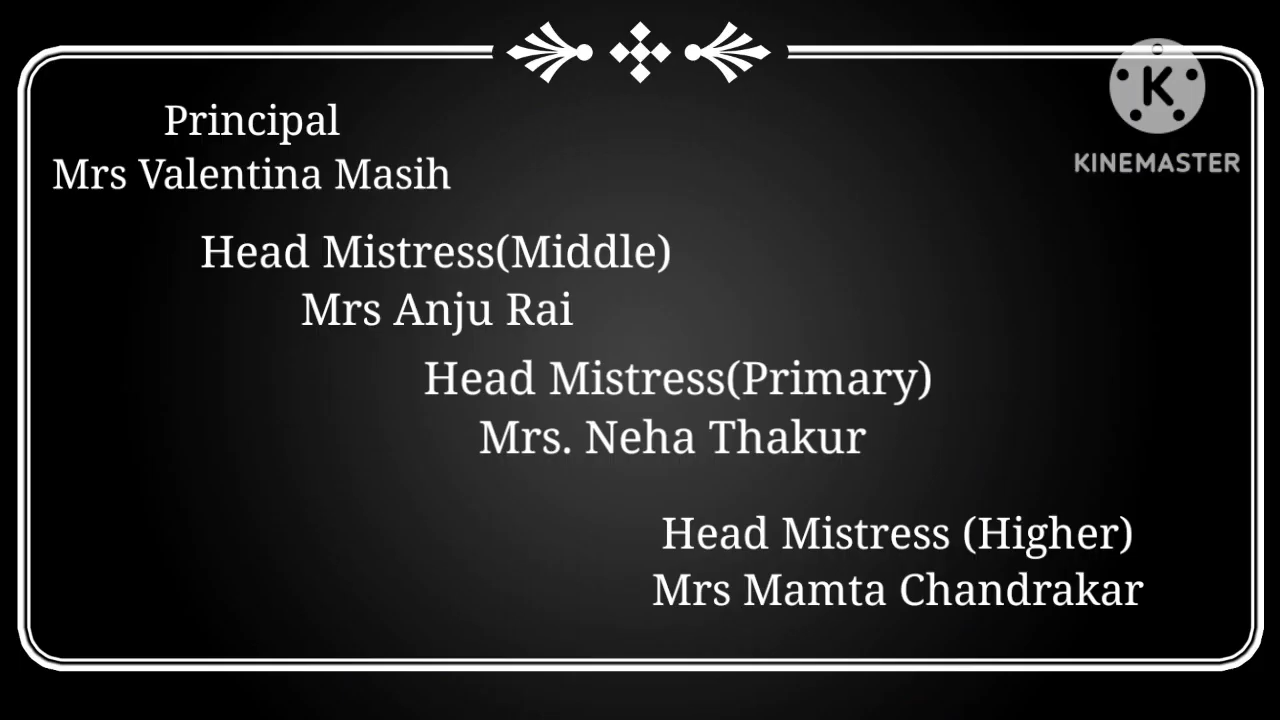 Principal
Mrs Valentina Masih
Head Mistress(Middle)
Mrs Anju Rai
Head Mistress(Primary)
Mrs. Neha Thakur
Head Mistress (Higher)
Mrs Mamta Chandrakar
K
KINEMASTER